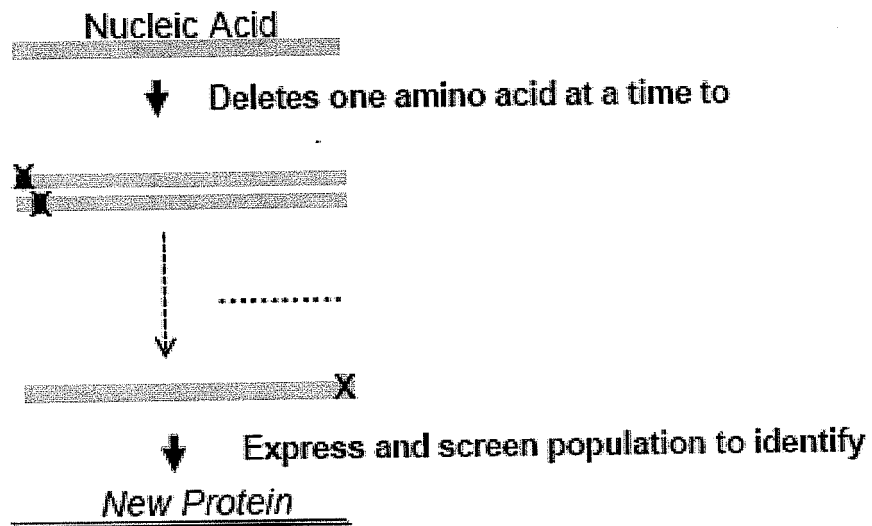 Nucleic Acid
Deletes one amino acid at a time to
X
X
X
Express and screen population to identify
New Protein